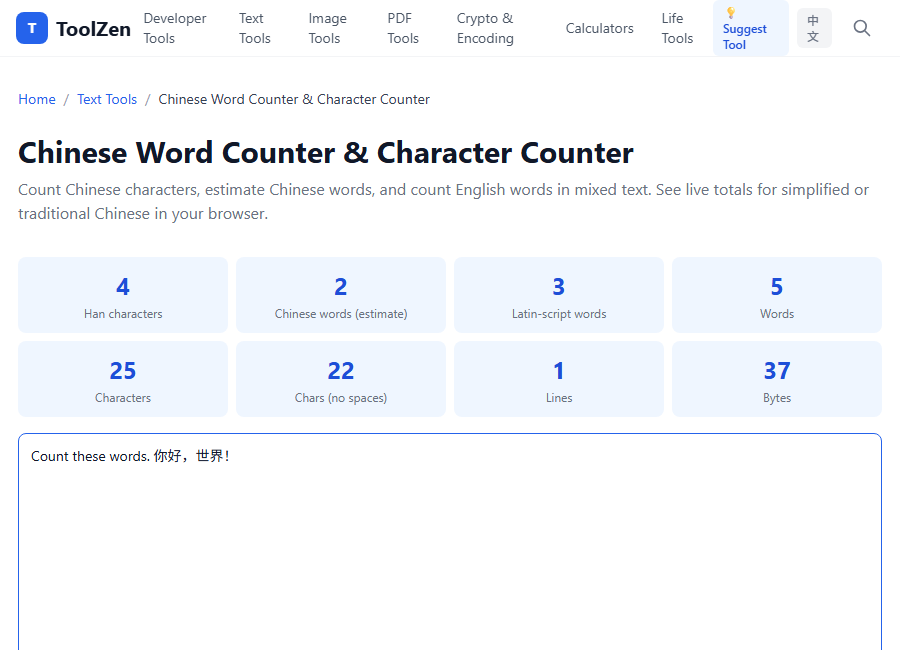 T ToolZen
Developer Tools
Text Tools
Image Tools
PDF Tools
Crypto & Encoding
Calculators
Life Tools
Suggest Tool
中文
Home / Text Tools / Chinese Word Counter & Character Counter
Chinese Word Counter & Character Counter
Count Chinese characters, estimate Chinese words, and count English words in mixed text. See live totals for simplified or
traditional Chinese in your browser.
4
Han characters
2
Chinese words (estimate)
3
Latin-script words
5
Words
25
Characters
22
Chars (no spaces)
1
Lines
37
Bytes
Count these words. 你好，世界！